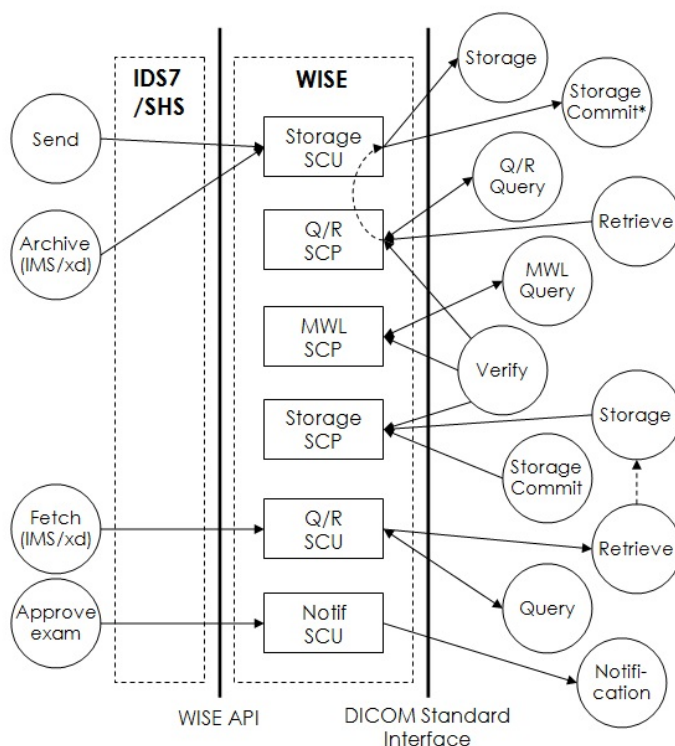 IDS7
/SHS
WISE
Storage
Storage
Commit*
Send
Storage
SCU
Q/R
Query
Archive
(IMS/xd)
Q/R
SCP
Retrieve
MWL
Query
MWL
SCP
Verify
Storage
SCP
Storage
Storage
Commit
Fetch
(IMS/xd)
Q/R
SCU
Retrieve
Approve
exam
Notif
SCU
Query
Notifi-
cation
WISE API
DICOM Standard
Interface